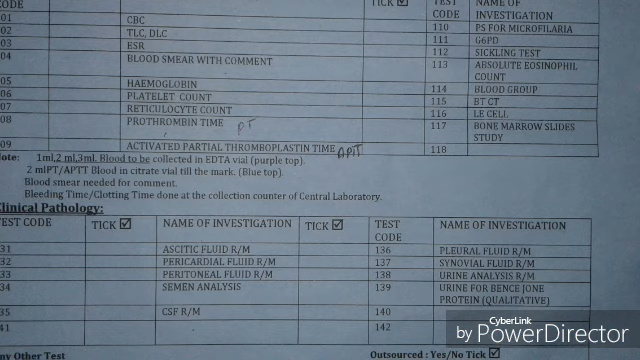 CODE TICK ☑ TEST CODE NAME OF INVESTIGATION
01 CBC 110 PS FOR MICROFILARIA
02 TLC, DLC 111 G6PD
03 ESR 112 SICKLING TEST
04 BLOOD SMEAR WITH COMMENT 113 ABSOLUTE EOSINOPHIL COUNT
05 HAEMOGLOBIN 114 BLOOD GROUP
06 PLATELET COUNT 115 BT CT
07 RETICULOCYTE COUNT 116 LE CELL
08 PROTHROMBIN TIME PT 117 BONE MARROW SLIDES STUDY
09 ACTIVATED PARTIAL THROMBOPLASTIN TIME APTT 118
Note: 1ml,2 ml,3ml, Blood to be collected in EDTA vial (purple top).
2 mlPT/APTT Blood in citrate vial till the mark. (Blue top).
Blood smear needed for comment.
Bleeding Time/Clotting Time done at the collection counter of Central Laboratory.
Clinical Pathology:
TEST CODE TICK ☑ NAME OF INVESTIGATION TICK ☑ TEST CODE NAME OF INVESTIGATION
31 ASCITIC FLUID R/M 136 PLEURAL FLUID R/M
32 PERICARDIAL FLUID R/M 137 SYNOVIAL FLUID R/M
33 PERITONEAL FLUID R/M 138 URINE ANALYSIS R/M
34 SEMEN ANALYSIS 139 URINE FOR BENCE JONE PROTEIN (QUALITATIVE)
35 CSF R/M 140
41 142
ny Other Test Outsourced : Yes/No Tick ☑
CyberLink
by PowerDirector